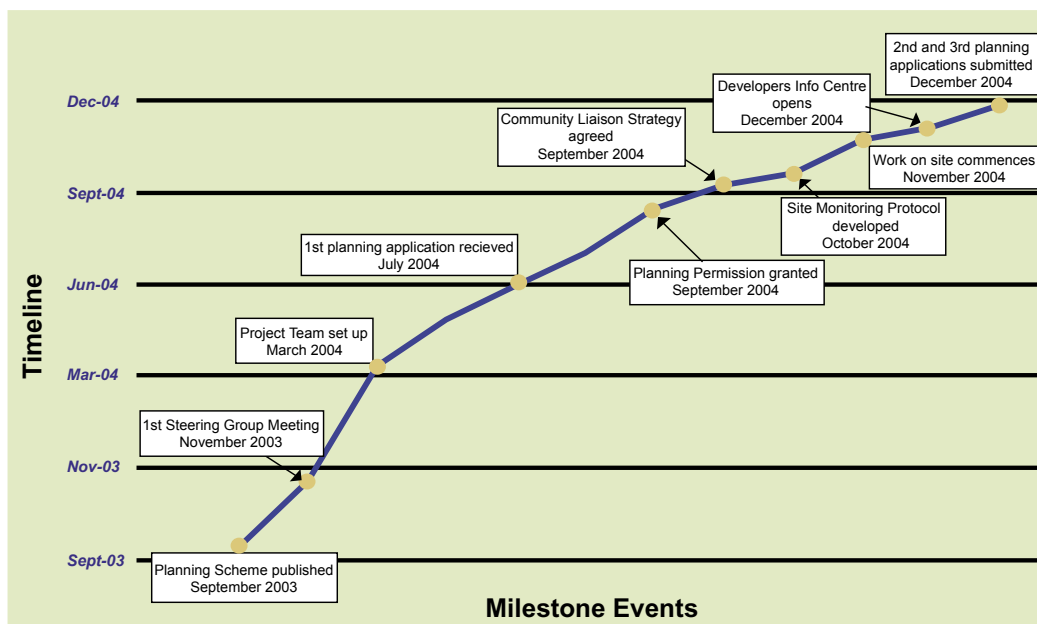 2nd and 3rd planning
applications submitted
December 2004
Dec-04
Developers Info Centre
opens
December 2004
Community Liaison Strategy
agreed
September 2004
Work on site commences
November 2004
Sept-04
Site Monitoring Protocol
developed
October 2004
1st planning application recieved
July 2004
Planning Permission granted
September 2004
Jun-04
Project Team set up
March 2004
Timeline
Mar-04
1st Steering Group Meeting
November 2003
Nov-03
Sept-03
Planning Scheme published
September 2003
Milestone Events